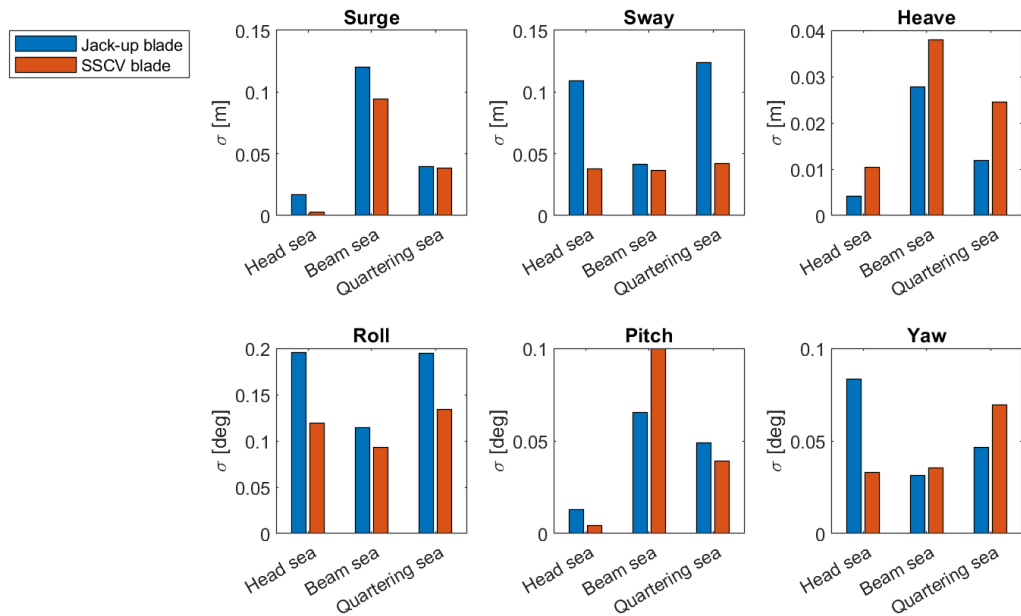 Jack-up blade
SSCV blade
Surge
σ [m]
0.15
0.1
0.05
0
Head sea
Beam sea
Quartering sea
Sway
σ [m]
0.15
0.1
0.05
0
Head sea
Beam sea
Quartering sea
Heave
σ [m]
0.04
0.03
0.02
0.01
0
Head sea
Beam sea
Quartering sea
Roll
σ [deg]
0.2
0.15
0.1
0.05
0
Head sea
Beam sea
Quartering sea
Pitch
σ [deg]
0.1
0.05
0
Head sea
Beam sea
Quartering sea
Yaw
σ [deg]
0.1
0.05
0
Head sea
Beam sea
Quartering sea